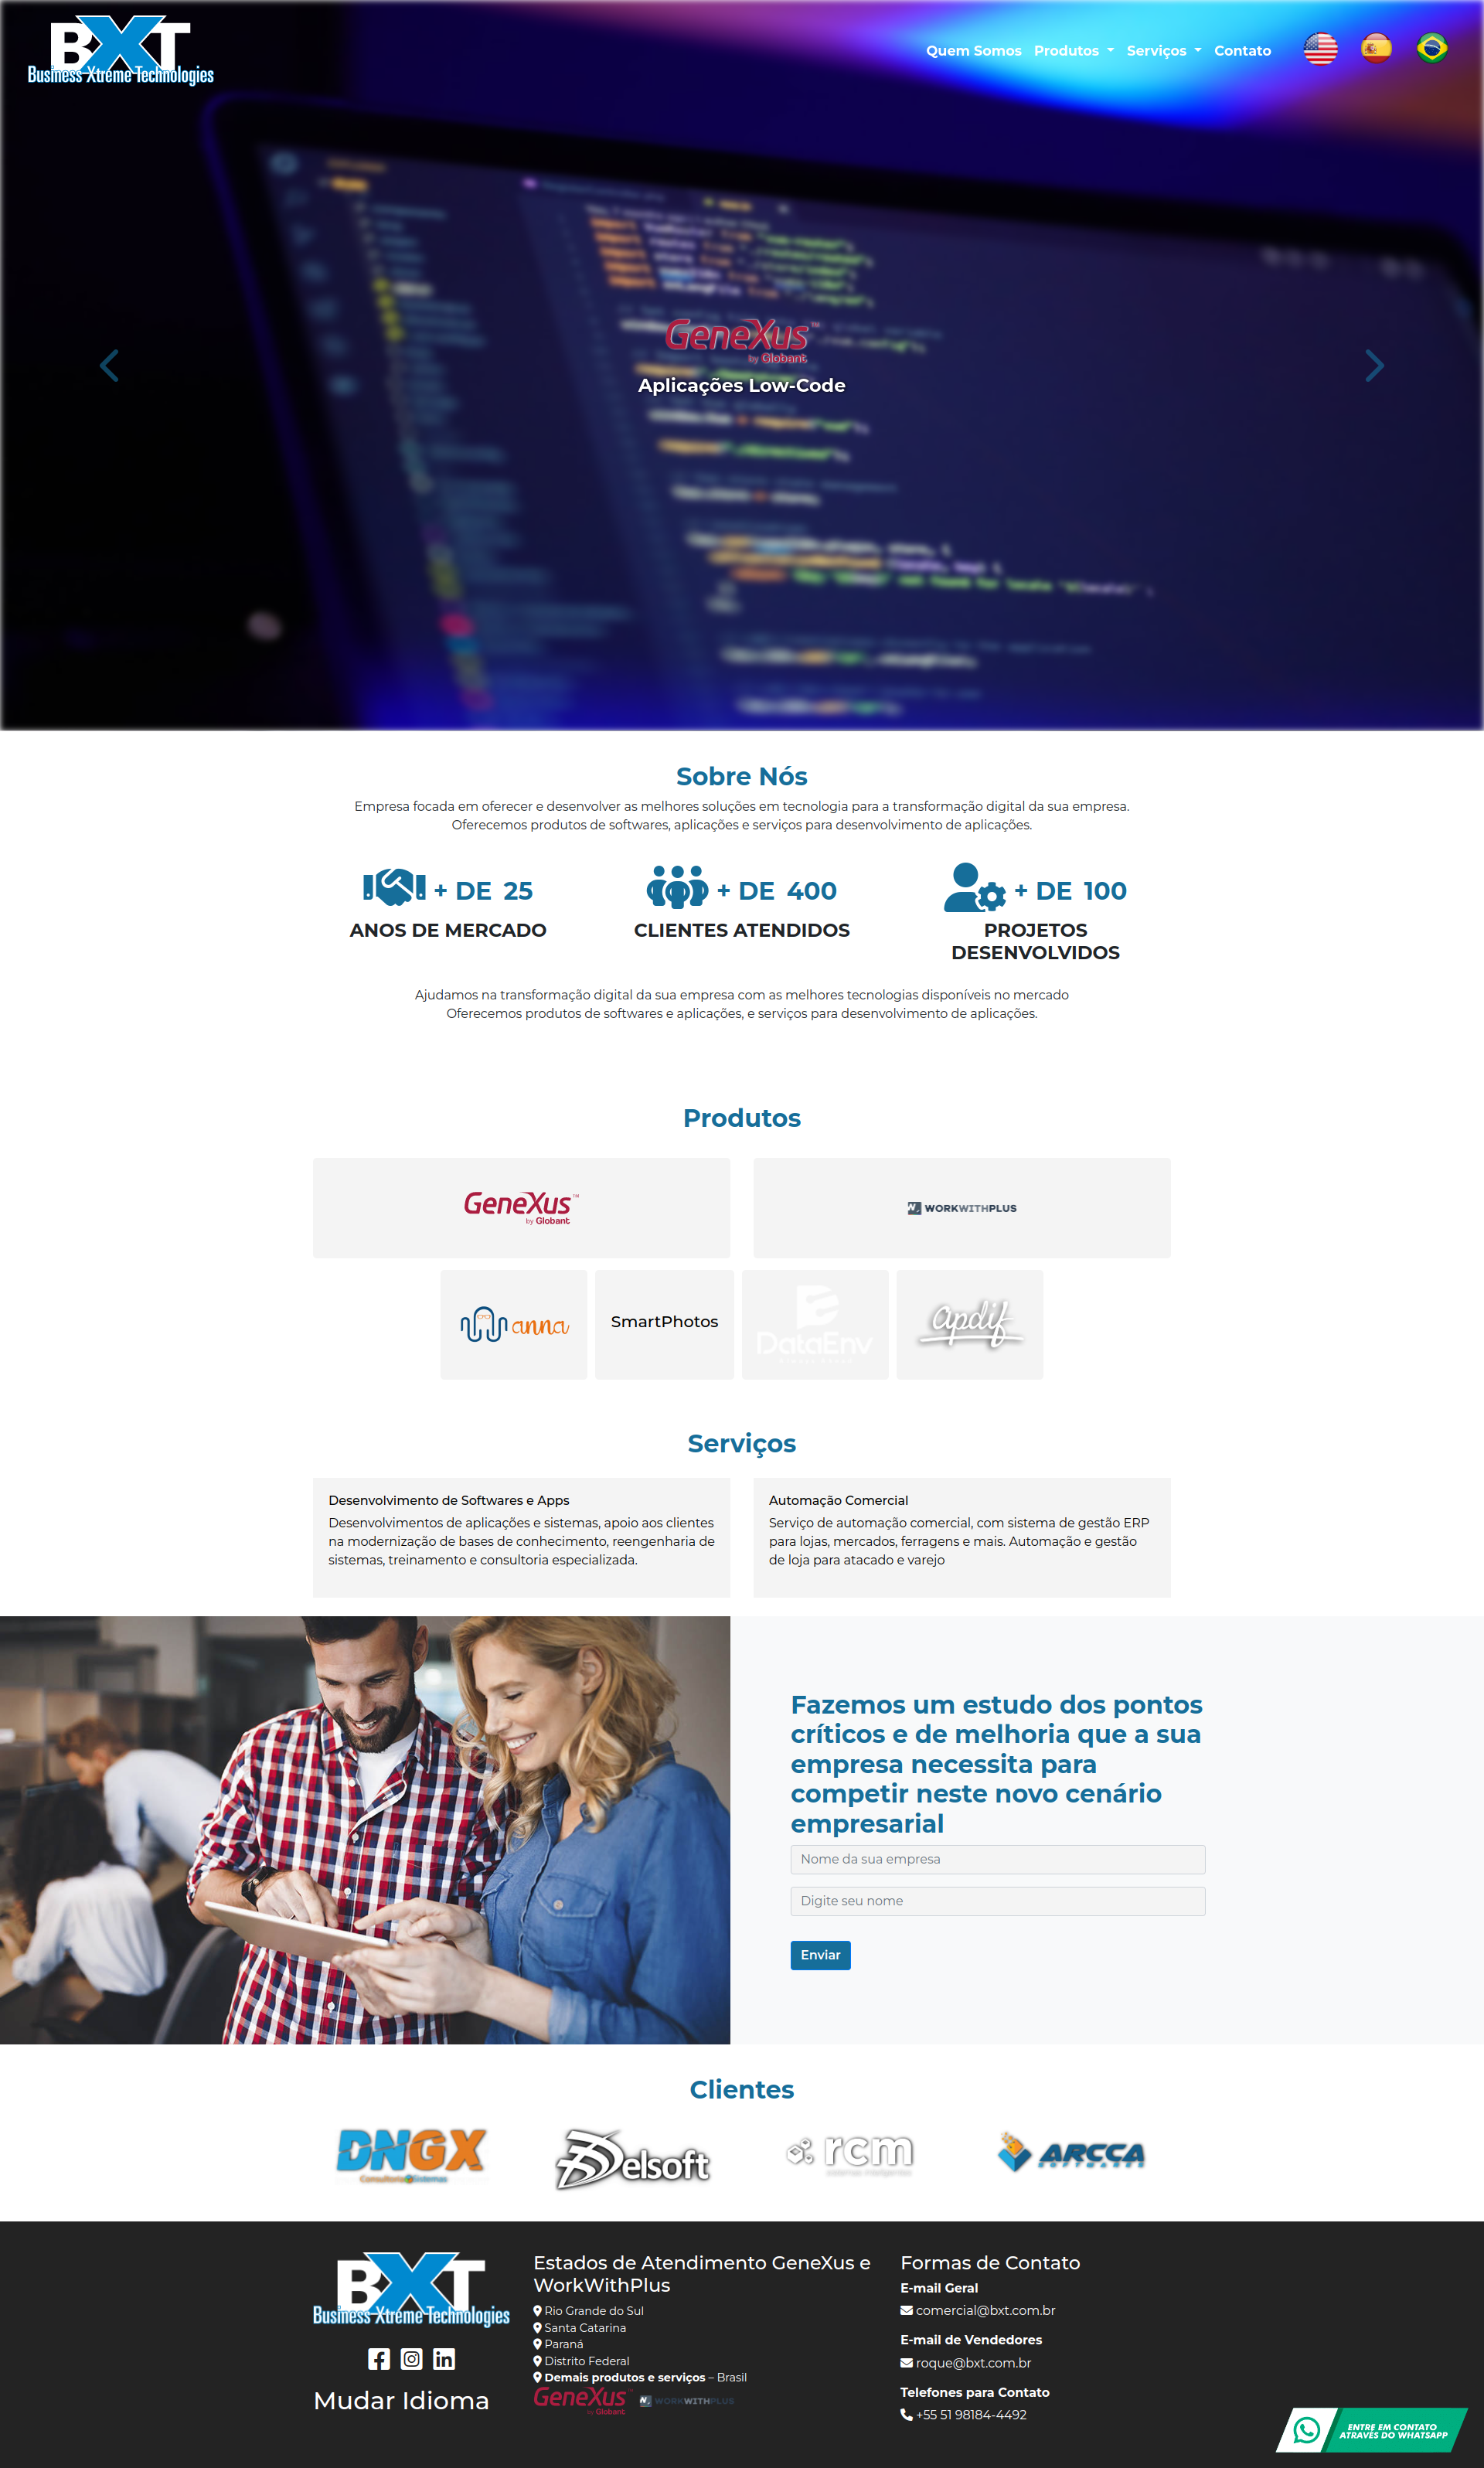 BXT
Business Xtreme Technologies
Quem Somos Produtos Serviços Contato
GeneXus™
by Globant
Aplicações Low-Code
Sobre Nós
Empresa focada em oferecer e desenvolver as melhores soluções em tecnologia para a transformação digital da sua empresa.
Oferecemos produtos de softwares, aplicações e serviços para desenvolvimento de aplicações.
+ DE 25
ANOS DE MERCADO
+ DE 400
CLIENTES ATENDIDOS
+ DE 100
PROJETOS
DESENVOLVIDOS
Ajudamos na transformação digital da sua empresa com as melhores tecnologias disponíveis no mercado
Oferecemos produtos de softwares e aplicações, e serviços para desenvolvimento de aplicações.
Produtos
GeneXus™
by Globant
WORKWITHPLUS
anna
SmartPhotos
DataEnv
apdif
Serviços
Desenvolvimento de Softwares e Apps
Desenvolvimentos de aplicações e sistemas, apoio aos clientes
na modernização de bases de conhecimento, reengenharia de
sistemas, treinamento e consultoria especializada.
Automação Comercial
Serviço de automação comercial, com sistema de gestão ERP
para lojas, mercados, ferragens e mais. Automação e gestão
de loja para atacado e varejo
Fazemos um estudo dos pontos
críticos e de melhoria que a sua
empresa necessita para
competir neste novo cenário
empresarial
Nome da sua empresa
Digite seu nome
Enviar
Clientes
DNGX
Consultoria e Sistemas
Delsoft
rcm
sistemas inteligentes
ARCCA
SOFTWARES
BXT
Business Xtreme Technologies
Mudar Idioma
Estados de Atendimento GeneXus e
WorkWithPlus
Rio Grande do Sul
Santa Catarina
Paraná
Distrito Federal
Demais produtos e serviços – Brasil
GeneXus
by Globant
WORKWITHPLUS
Formas de Contato
E-mail Geral
comercial@bxt.com.br
E-mail de Vendedores
roque@bxt.com.br
Telefones para Contato
+55 51 98184-4492
ENTRE EM CONTATO
ATRAVÉS DO WHATSAPP